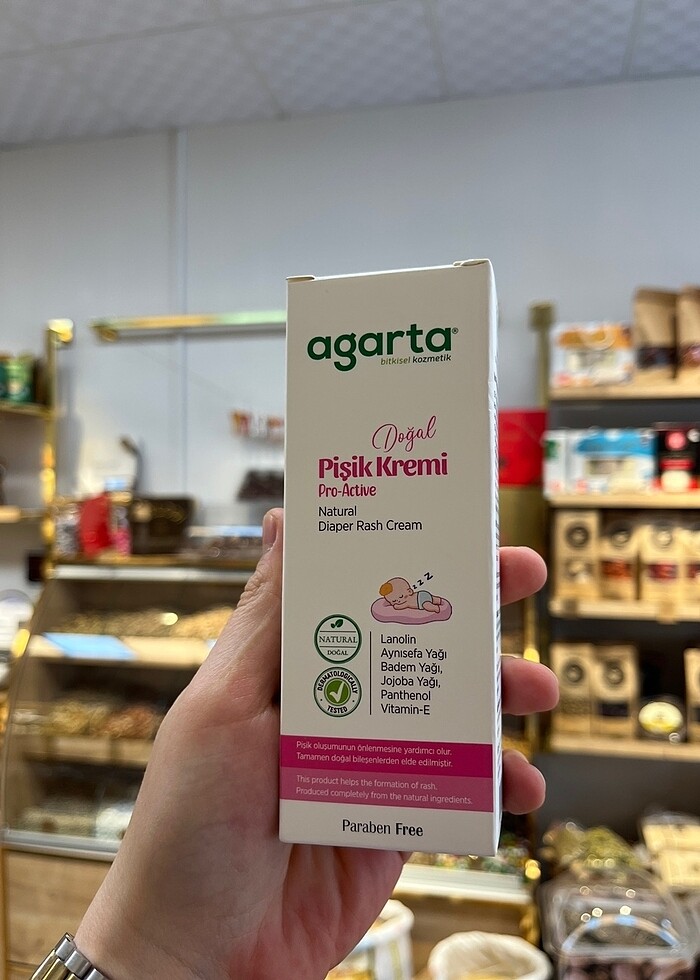 agarta®
bitkisel kozmetik
Doğal
Pişik Kremi
Pro-Active
Natural
Diaper Rash Cream
z z Z
NATURAL
DOĞAL
DERMATOLOGICALLY
TESTED
Lanolin
Aynısefa Yağı
Badem Yağı,
Jojoba Yağı,
Panthenol
Vitamin-E
Pişik oluşumunun önlenmesine yardımcı olur.
Tamamen doğal bileşenlerden elde edilmiştir.
This product helps the formation of rash.
Produced completely from the natural ingredients.
Paraben Free